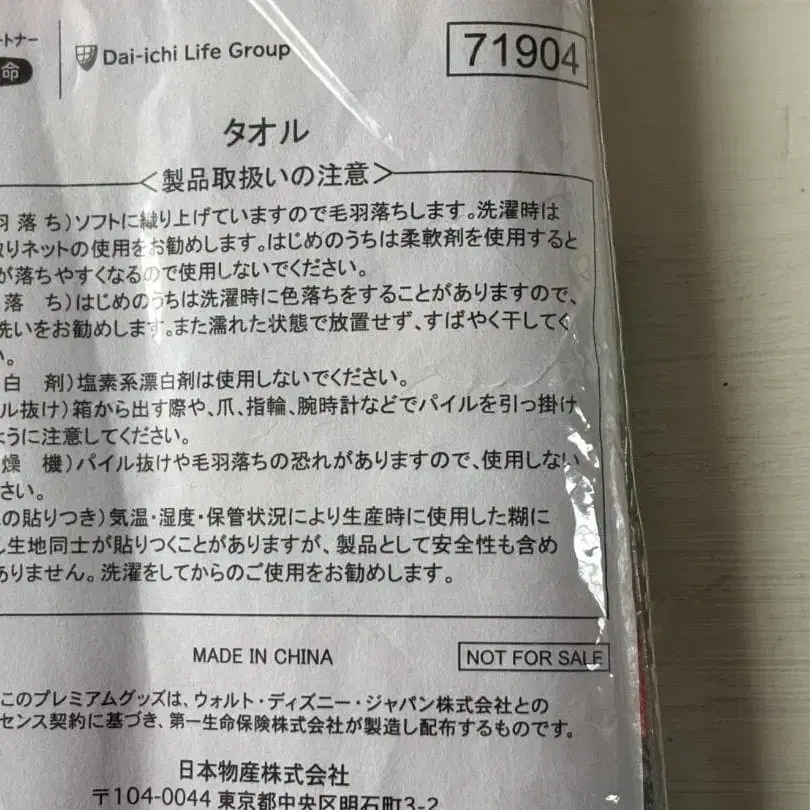 ートナー
命
Dai-ichi Life Group
71904
タオル
<製品取扱いの注意>
羽落ち)ソフトに織り上げていますので毛羽落ちします。洗濯時は
取りネットの使用をお勧めします。はじめのうちは柔軟剤を使用すると
が落ちやすくなるので使用しないでください。
落 ち)はじめのうちは洗濯時に色落ちをすることがありますので、
洗いをお勧めします。また濡れた状態で放置せず、すばやく干してく
い。
白 剤)塩素系漂白剤は使用しないでください。
ル抜け)箱から出す際や、爪、指輪、腕時計などでパイルを引っ掛け
ように注意してください。
燥 機)パイル抜けや毛羽落ちの恐れがありますので、使用しない
さい。
の貼りつき)気温・湿度・保管状況により生産時に使用した糊に
し生地同士が貼りつくことがありますが、製品として安全性も含め
ありません。洗濯をしてからのご使用をお勧めします。
MADE IN CHINA
NOT FOR SALE
このプレミアムグッズは、ウォルト・ディズニー・ジャパン株式会社との
センス契約に基づき、第一生命保険株式会社が製造し配布するものです。
日本物産株式会社
〒104-0044 東京都中央区明石町3-2